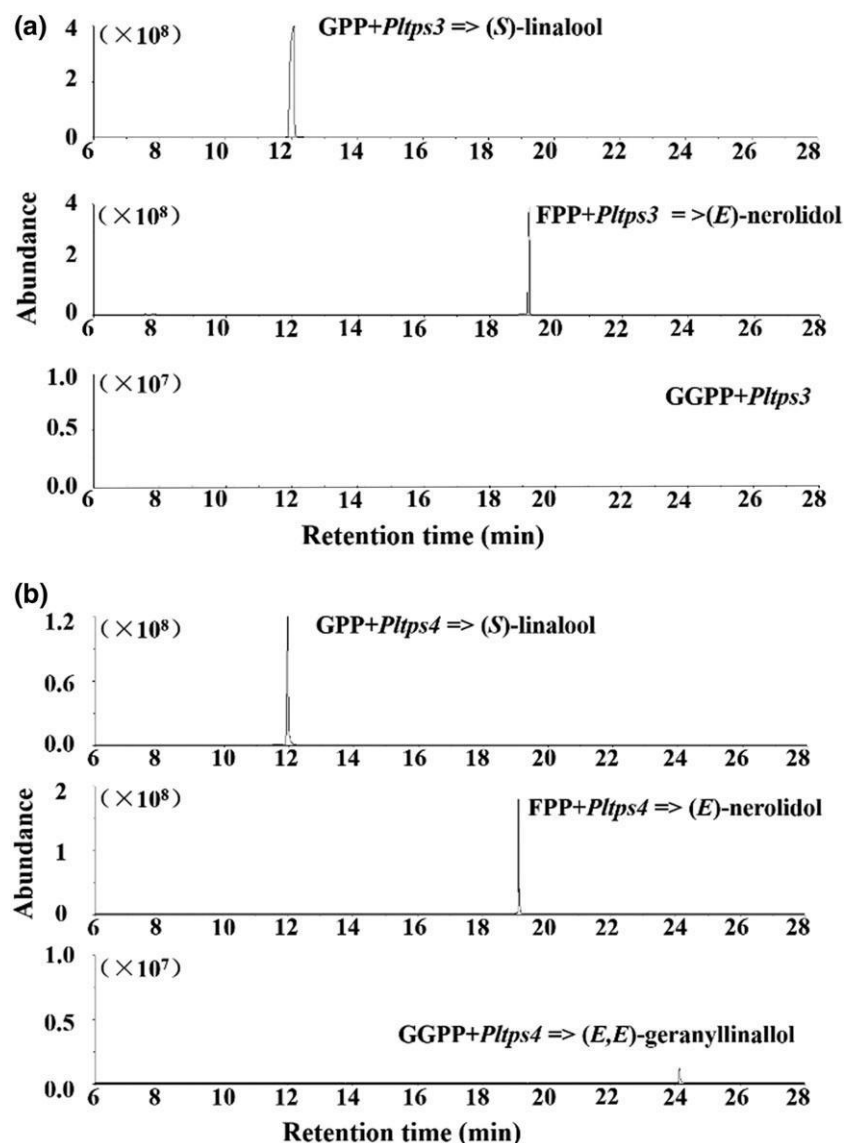 (a)
4 (×10⁸) GPP+Pltps3 => (S)-linalool
2
0
6 8 10 12 14 16 18 20 22 24 26 28
4 (×10⁸) FPP+Pltps3 =>(E)-nerolidol
2
0
6 8 10 12 14 16 18 20 22 24 26 28
Abundance
1.0 (×10⁷) GGPP+Pltps3
0.5
0.0
6 8 10 12 14 16 18 20 22 24 26 28
Retention time (min)
(b)
1.2 (×10⁸) GPP+Pltps4 => (S)-linalool
0.6
0.0
6 8 10 12 14 16 18 20 22 24 26 28
2 (×10⁸) FPP+Pltps4 => (E)-nerolidol
1
0
6 8 10 12 14 16 18 20 22 24 26 28
Abundance
1.0 (×10⁷)
0.5
GGPP+Pltps4 => (E,E)-geranyllinallol
0.0
6 8 10 12 14 16 18 20 22 24 26 28
Retention time (min)